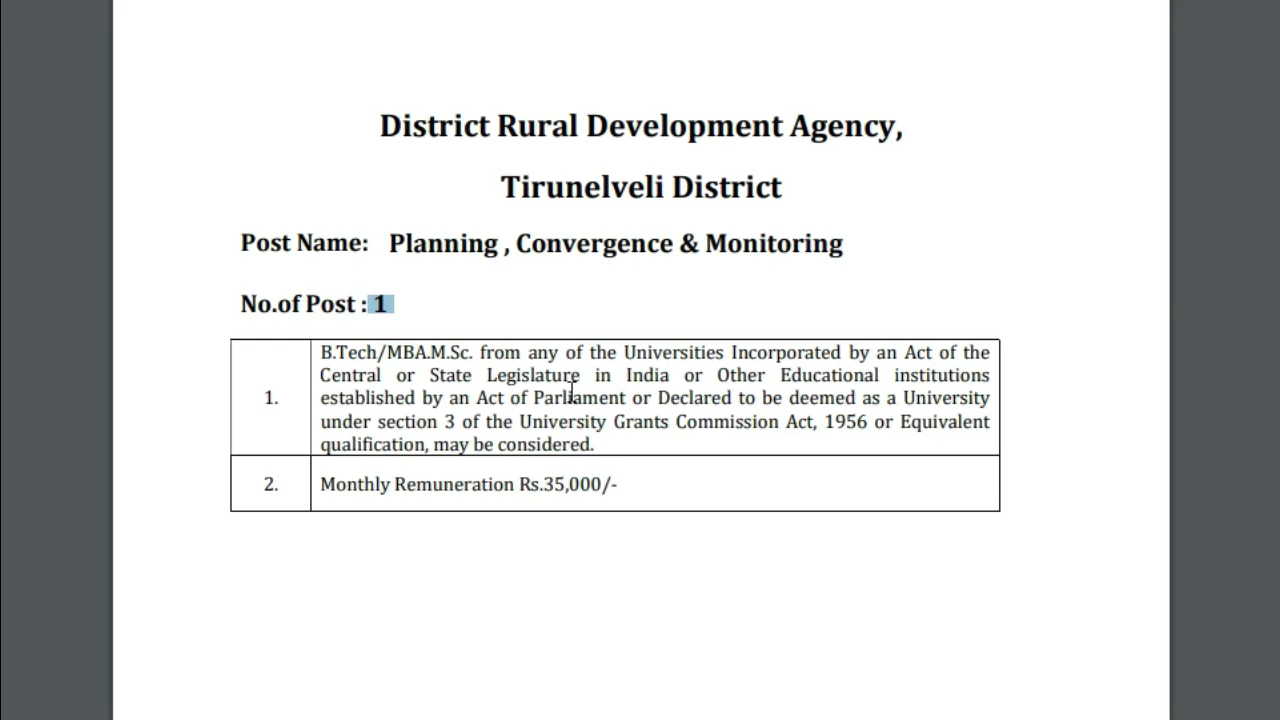 District Rural Development Agency,
Tirunelveli District
Post Name: Planning , Convergence & Monitoring
No.of Post : 1
1.
B.Tech/MBA.M.Sc. from any of the Universities Incorporated by an Act of the
Central or State Legislature in India or Other Educational institutions
established by an Act of Parliament or Declared to be deemed as a University
under section 3 of the University Grants Commission Act, 1956 or Equivalent
qualification, may be considered.
2. Monthly Remuneration Rs.35,000/-